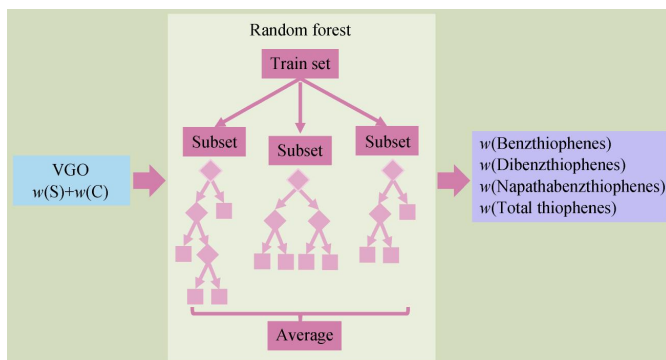 Random forest
Train set
Subset
Subset
Subset
VGO
w(S)+w(C)
w(Benzthiophenes)
w(Dibenzthiophenes)
w(Napathabenzthiophenes)
w(Total thiophenes)
Average